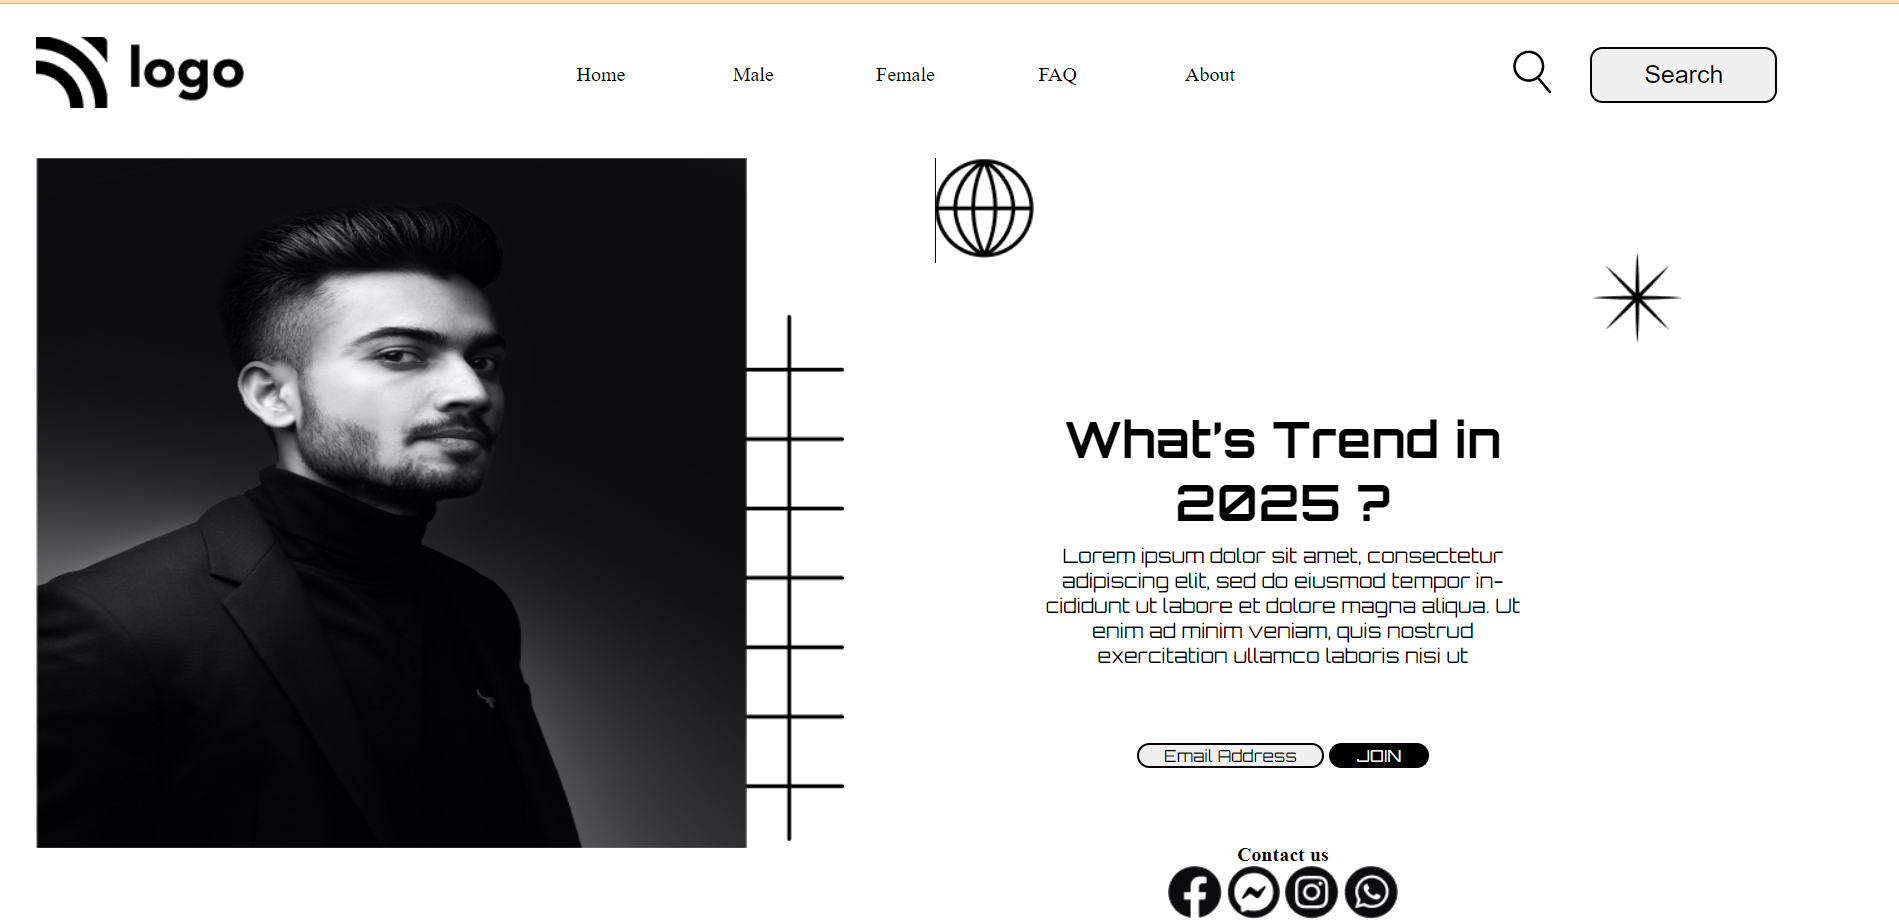 logo
Home
Male
Female
FAQ
About
Search
What's Trend in
2025 ?
Lorem ipsum dolor sit amet, consectetur
adipiscing elit, sed do eiusmod tempor in-
cididunt ut labore et dolore magna aliqua. Ut
enim ad minim veniam, quis nostrud
exercitation ullamco laboris nisi ut
Email Address
JOIN
Contact us